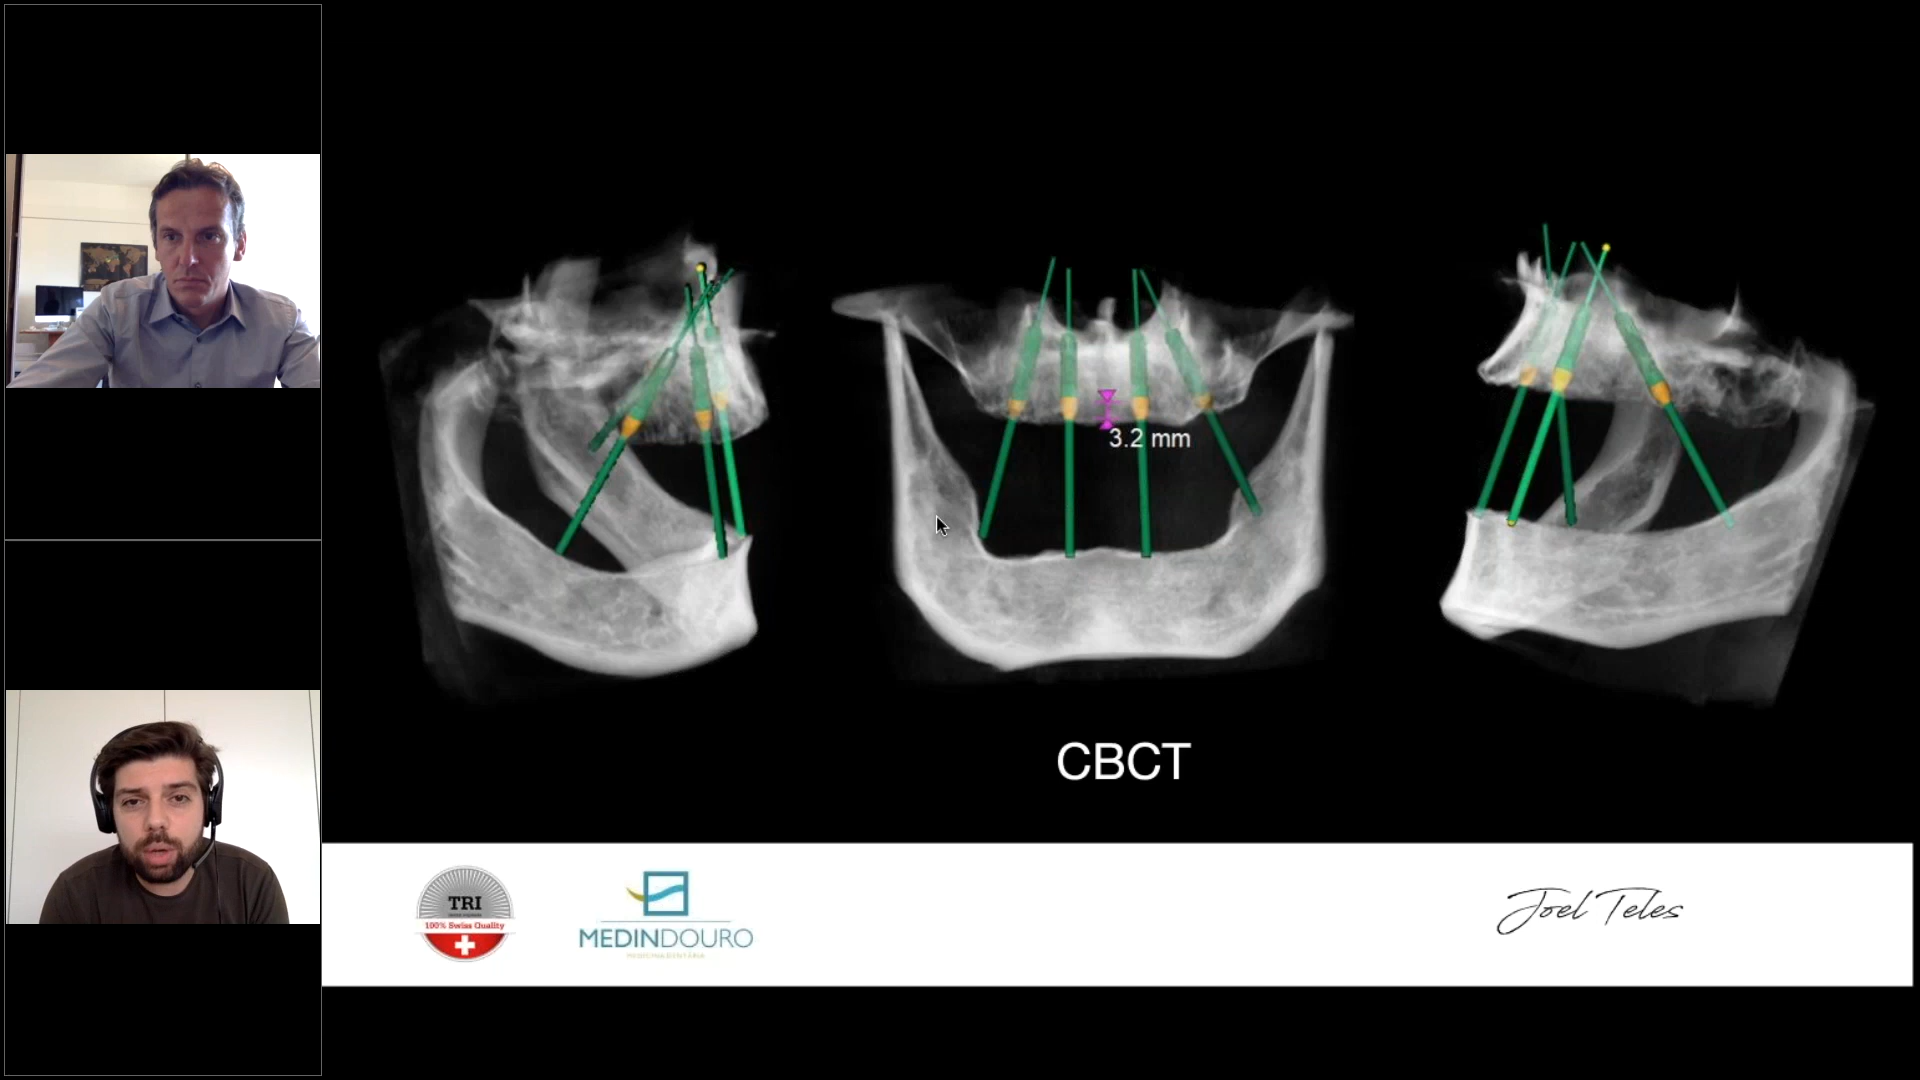 3.2 mm
CBCT
TRI
100% Swiss Quality
MEDINDOURO
Joel Teles